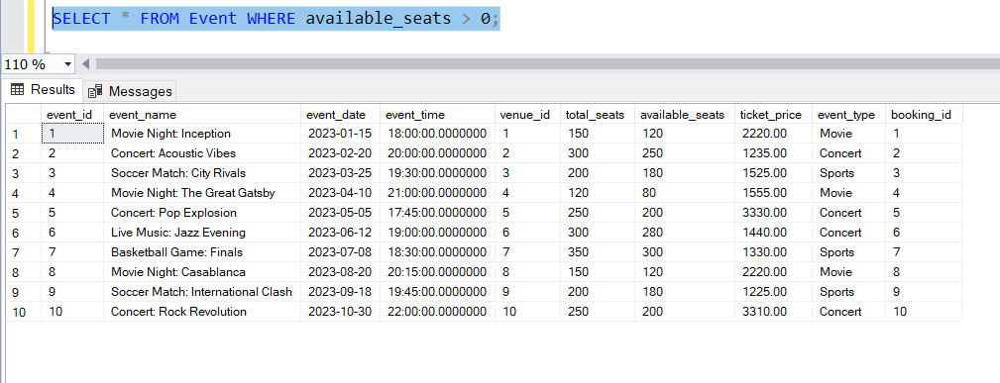 SELECT * FROM Event WHERE available_seats > 0;
110 %
Results Messages
event_id event_name event_date event_time venue_id total_seats available_seats ticket_price event_type booking_id
1 1 Movie Night: Inception 2023-01-15 18:00:00.0000000 1 150 120 2220.00 Movie 1
2 2 Concert: Acoustic Vibes 2023-02-20 20:00:00.0000000 2 300 250 1235.00 Concert 2
3 3 Soccer Match: City Rivals 2023-03-25 19:30:00.0000000 3 200 180 1525.00 Sports 3
4 4 Movie Night: The Great Gatsby 2023-04-10 21:00:00.0000000 4 120 80 1555.00 Movie 4
5 5 Concert: Pop Explosion 2023-05-05 17:45:00.0000000 5 250 200 3330.00 Concert 5
6 6 Live Music: Jazz Evening 2023-06-12 19:00:00.0000000 6 300 280 1440.00 Concert 6
7 7 Basketball Game: Finals 2023-07-08 18:30:00.0000000 7 350 300 1330.00 Sports 7
8 8 Movie Night: Casablanca 2023-08-20 20:15:00.0000000 8 150 120 2220.00 Movie 8
9 9 Soccer Match: International Clash 2023-09-18 19:45:00.0000000 9 200 180 1225.00 Sports 9
10 10 Concert: Rock Revolution 2023-10-30 22:00:00.0000000 10 250 200 3310.00 Concert 10